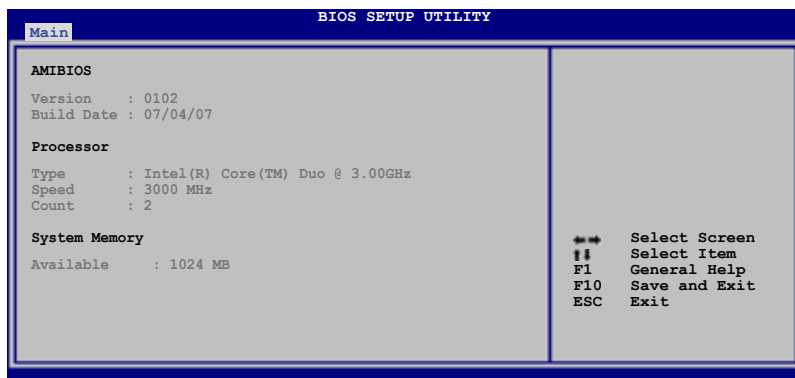 BIOS SETUP UTILITY
Main
AMIBIOS
Version : 0102
Build Date : 07/04/07
Processor
Type : Intel(R) Core(TM) Duo @ 3.00GHz
Speed : 3000 MHz
Count : 2
System Memory
Available : 1024 MB
←→ Select Screen
↑↓ Select Item
F1 General Help
F10 Save and Exit
ESC Exit